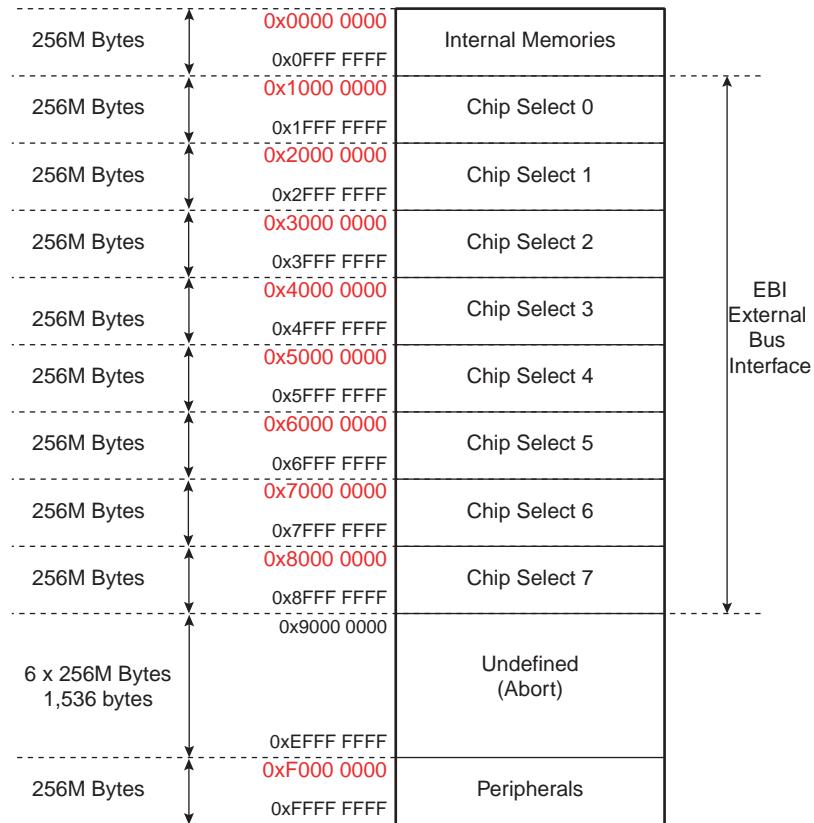 256M Bytes
0x0000 0000
0x0FFF FFFF
Internal Memories
256M Bytes
0x1000 0000
0x1FFF FFFF
Chip Select 0
256M Bytes
0x2000 0000
0x2FFF FFFF
Chip Select 1
256M Bytes
0x3000 0000
0x3FFF FFFF
Chip Select 2
256M Bytes
0x4000 0000
0x4FFF FFFF
Chip Select 3
256M Bytes
0x5000 0000
0x5FFF FFFF
Chip Select 4
256M Bytes
0x6000 0000
0x6FFF FFFF
Chip Select 5
256M Bytes
0x7000 0000
0x7FFF FFFF
Chip Select 6
256M Bytes
0x8000 0000
0x8FFF FFFF
Chip Select 7
EBI
External
Bus
Interface
6 x 256M Bytes
1,536 bytes
0x9000 0000
0xEFFF FFFF
Undefined
(Abort)
256M Bytes
0xF000 0000
0xFFFF FFFF
Peripherals